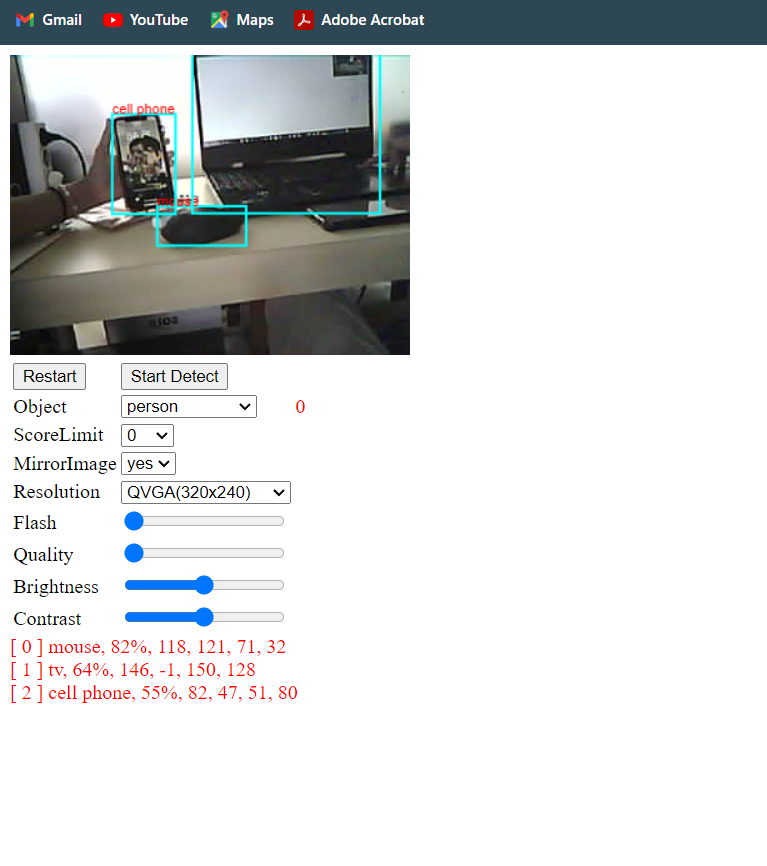 Gmail YouTube Maps Adobe Acrobat
cell phone
Restart Start Detect
Object person 0
ScoreLimit 0
MirrorImage yes
Resolution QVGA(320x240)
Flash
Quality
Brightness
Contrast
[ 0 ] mouse, 82%, 118, 121, 71, 32
[ 1 ] tv, 64%, 146, -1, 150, 128
[ 2 ] cell phone, 55%, 82, 47, 51, 80